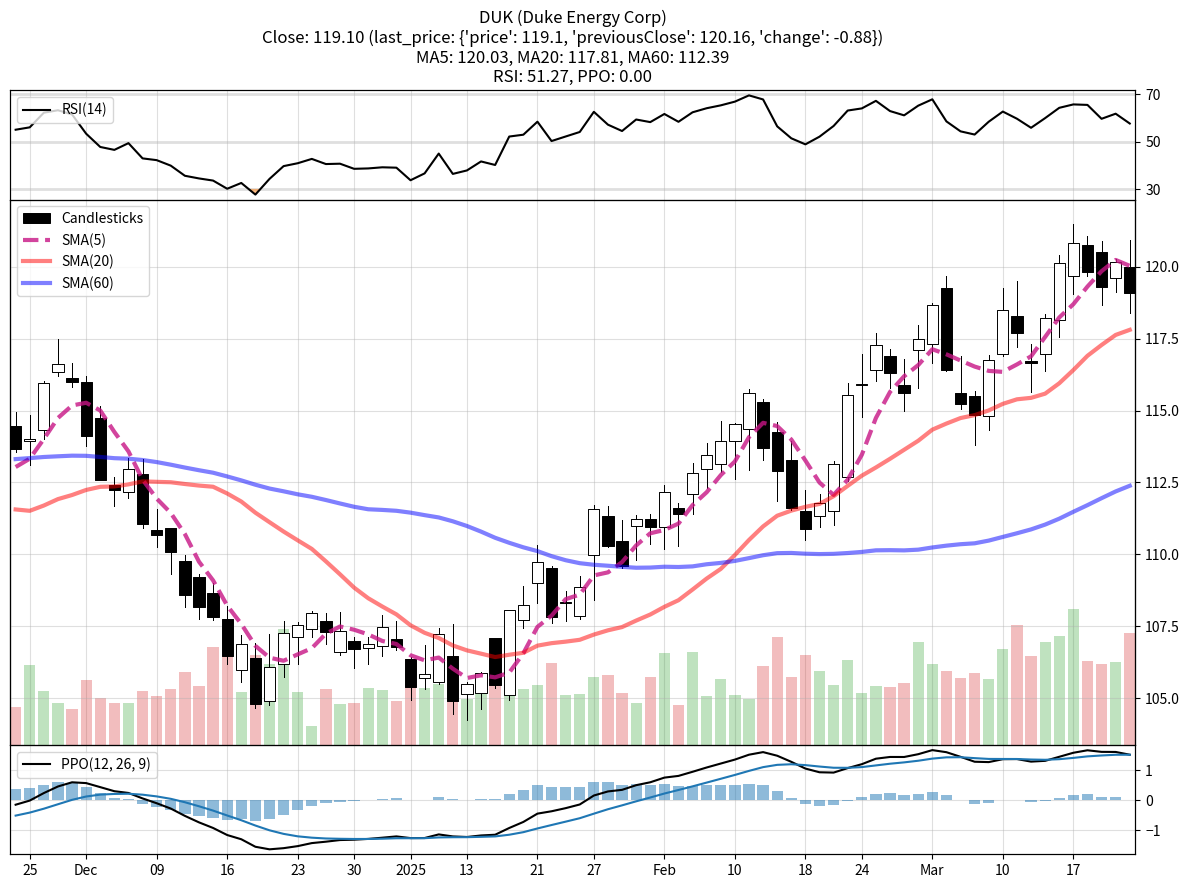 DUK (Duke Energy Corp)
Close: 119.10 (last_price: {'price': 119.1, 'previousClose': 120.16, 'change': -0.88})
MA5: 120.03, MA20: 117.81, MA60: 112.39
RSI: 51.27, PPO: 0.00
RSI(14)
70
50
30
Candlesticks
SMA(5)
SMA(20)
SMA(60)
120.0
117.5
115.0
112.5
110.0
107.5
105.0
PPO(12, 26, 9)
1
0
−1
25 Dec 09 16 23 30 2025 13 21 27 Feb 10 18 24 Mar 10 17